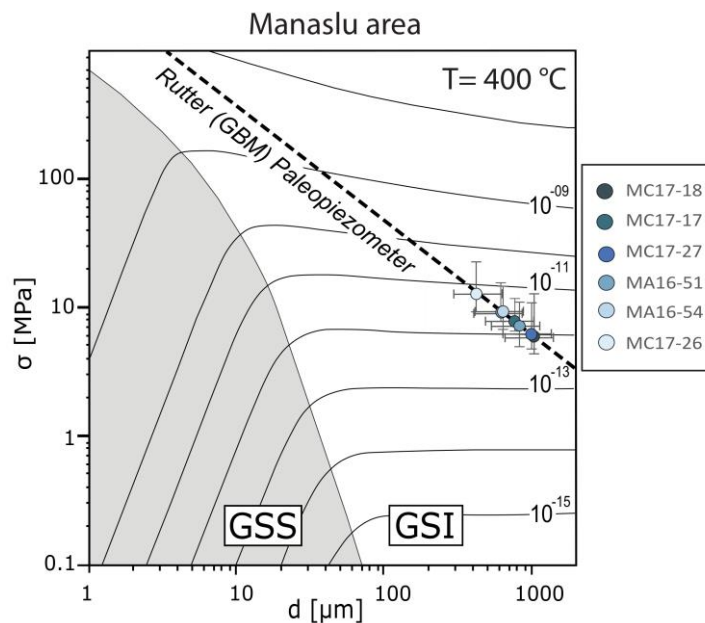 Manaslu area
T= 400 °C
Rutter (GBM) Paleopiezometer
100
10
1
0.1
σ [MPa]
10-09
10-11
10-13
10-15
GSS
GSI
1
10
100
1000
d [µm]
MC17-18
MC17-17
MC17-27
MA16-51
MA16-54
MC17-26